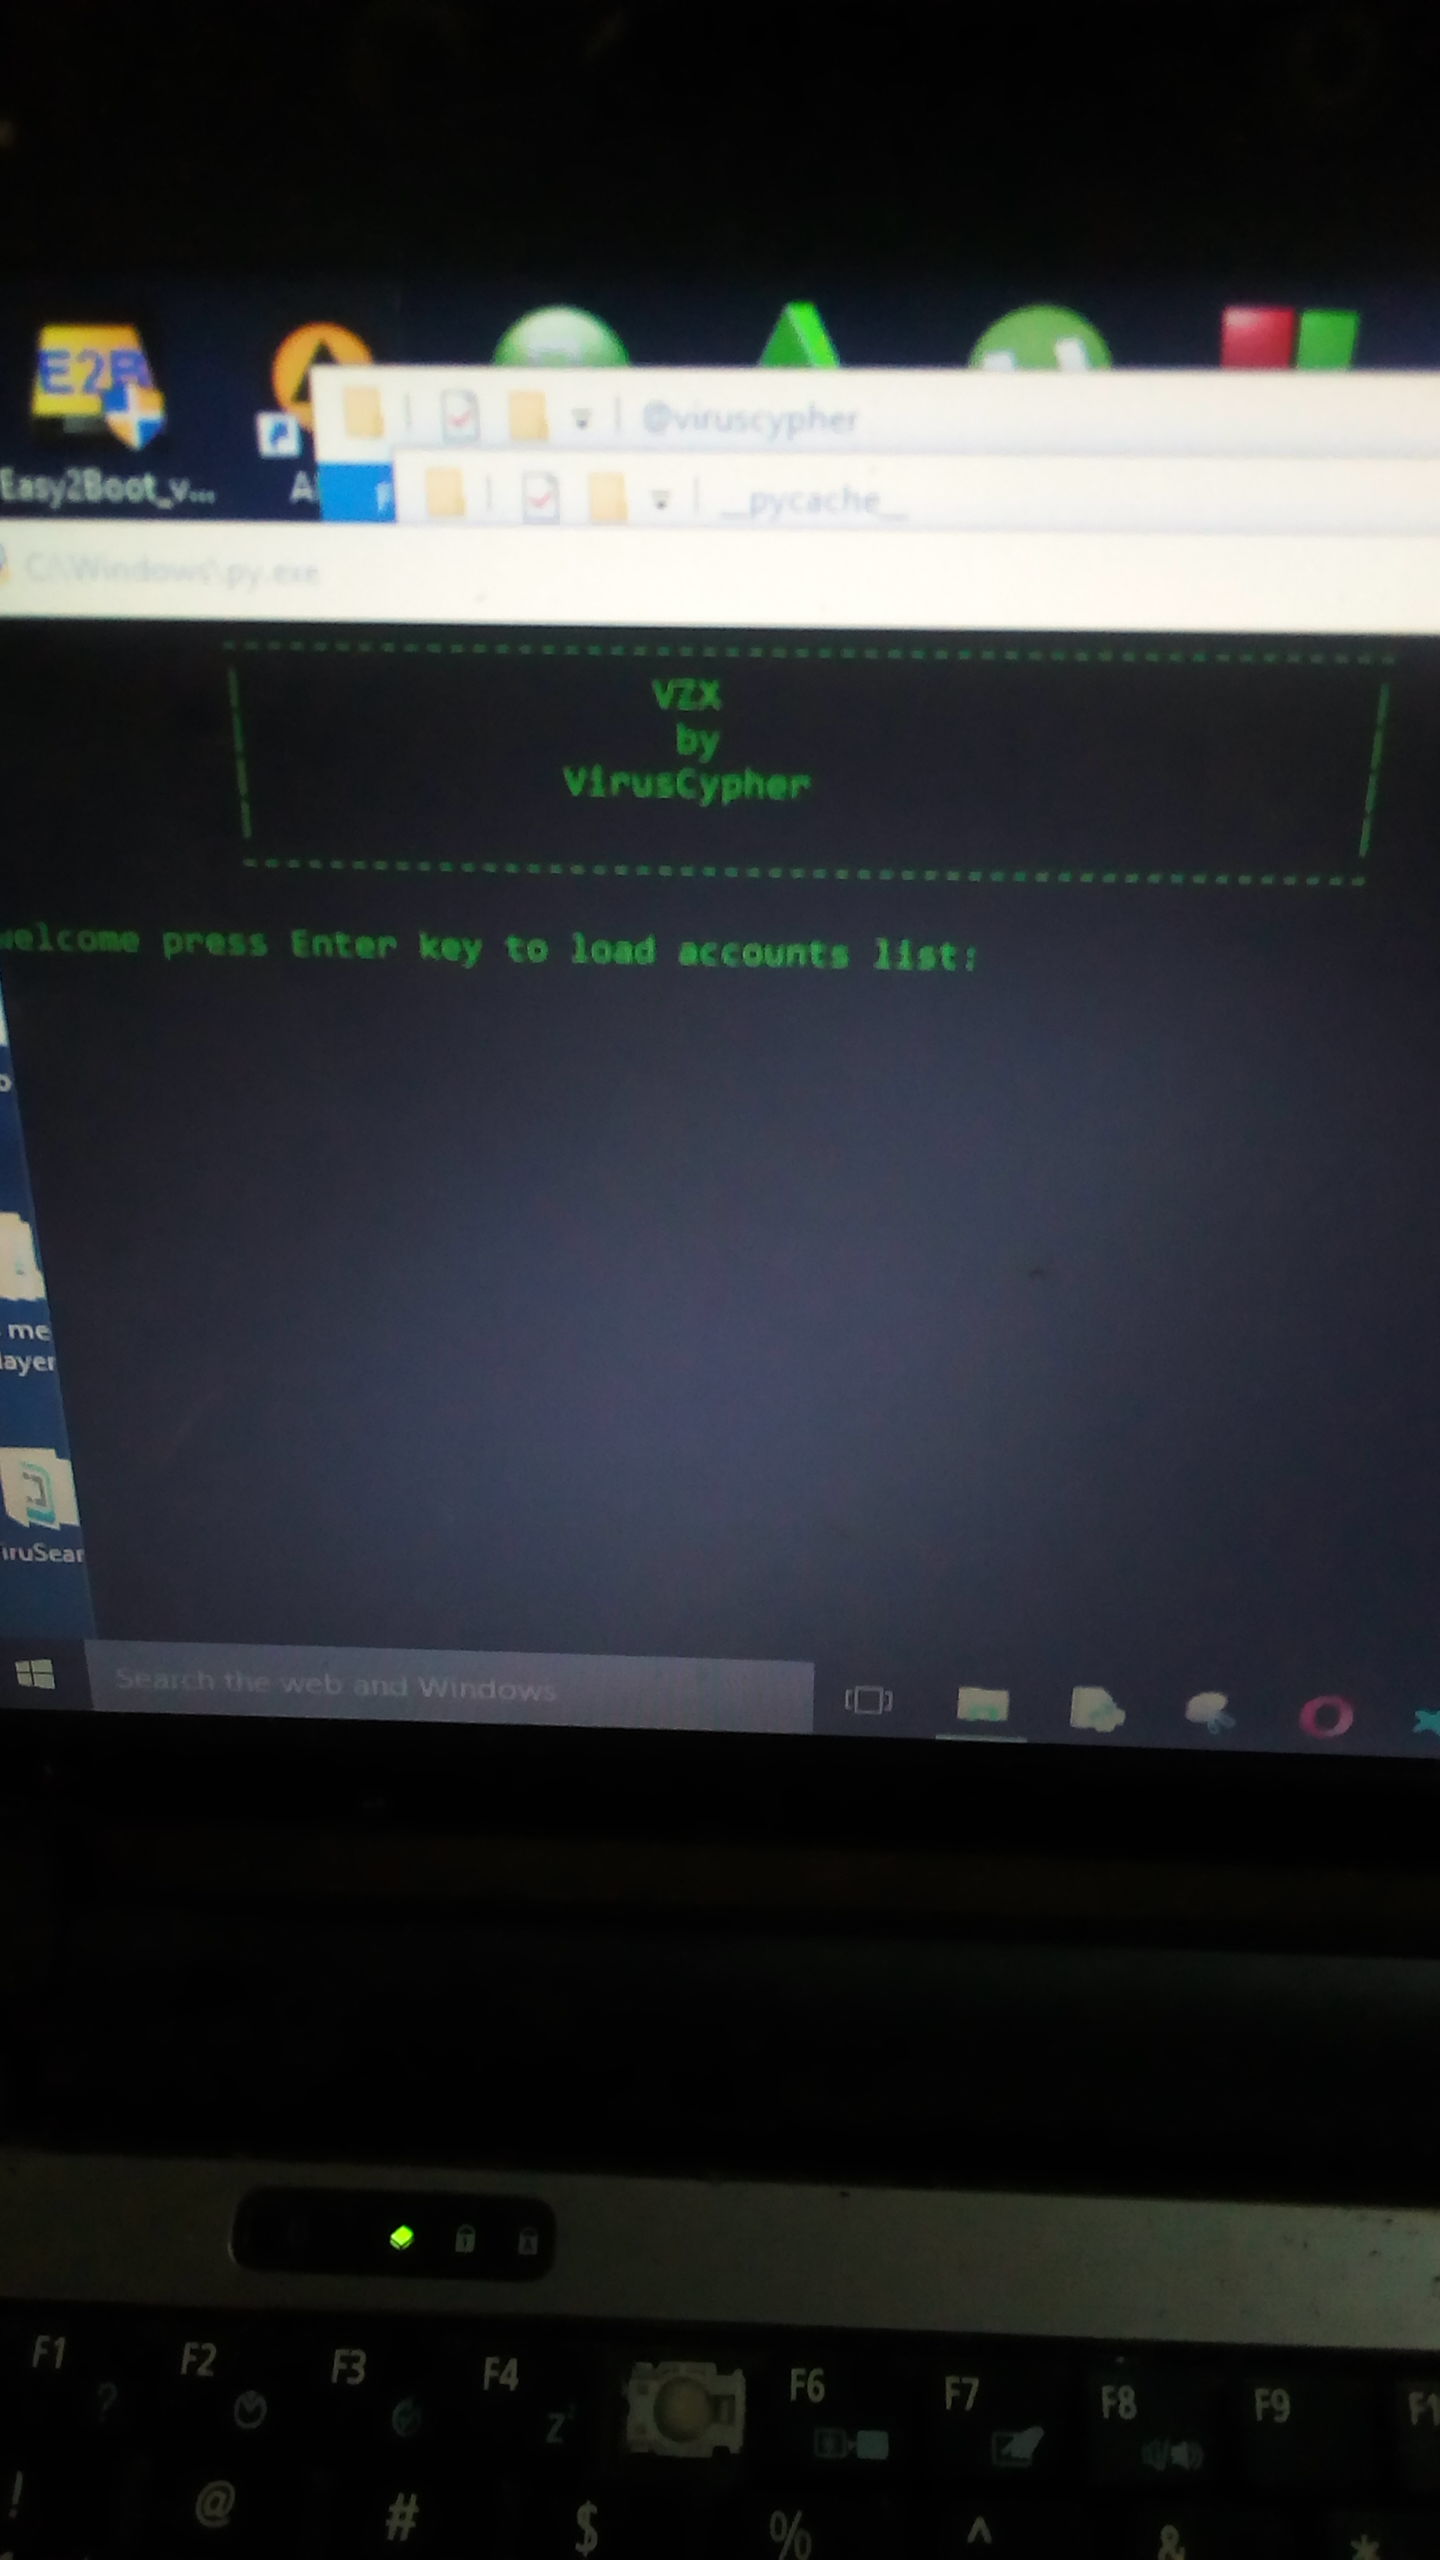 Easy2Boot_v...
A
@viruscypher
F
__pycache__
C:\Windows\py.exe
VZX
by
VirusCypher
welcome press Enter key to load accounts list:
me
layer
iruSear
Search the web and Windows
F1 F2 F3 F4 F6 F7 F8 F9 F1
? z
! @ # $ % ^ & *